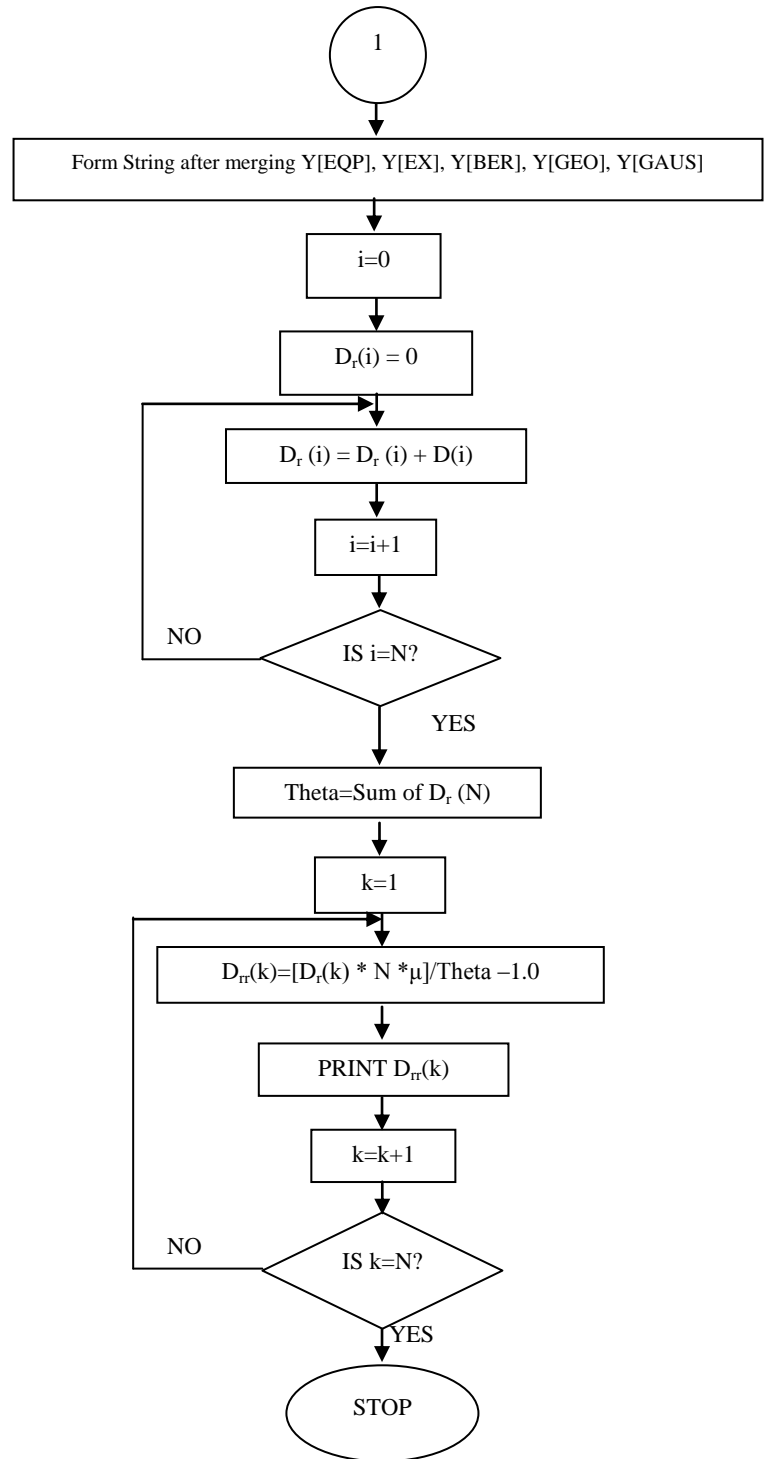 1
Form String after merging Y[EQP], Y[EX], Y[BER], Y[GEO], Y[GAUS]
i=0
Dᵣ(i) = 0
Dᵣ (i) = Dᵣ (i) + D(i)
i=i+1
NO
IS i=N?
YES
Theta=Sum of Dᵣ (N)
k=1
Dᵣᵣ(k)=[Dᵣ(k) * N *μ]/Theta –1.0
PRINT Dᵣᵣ(k)
k=k+1
NO
IS k=N?
YES
STOP